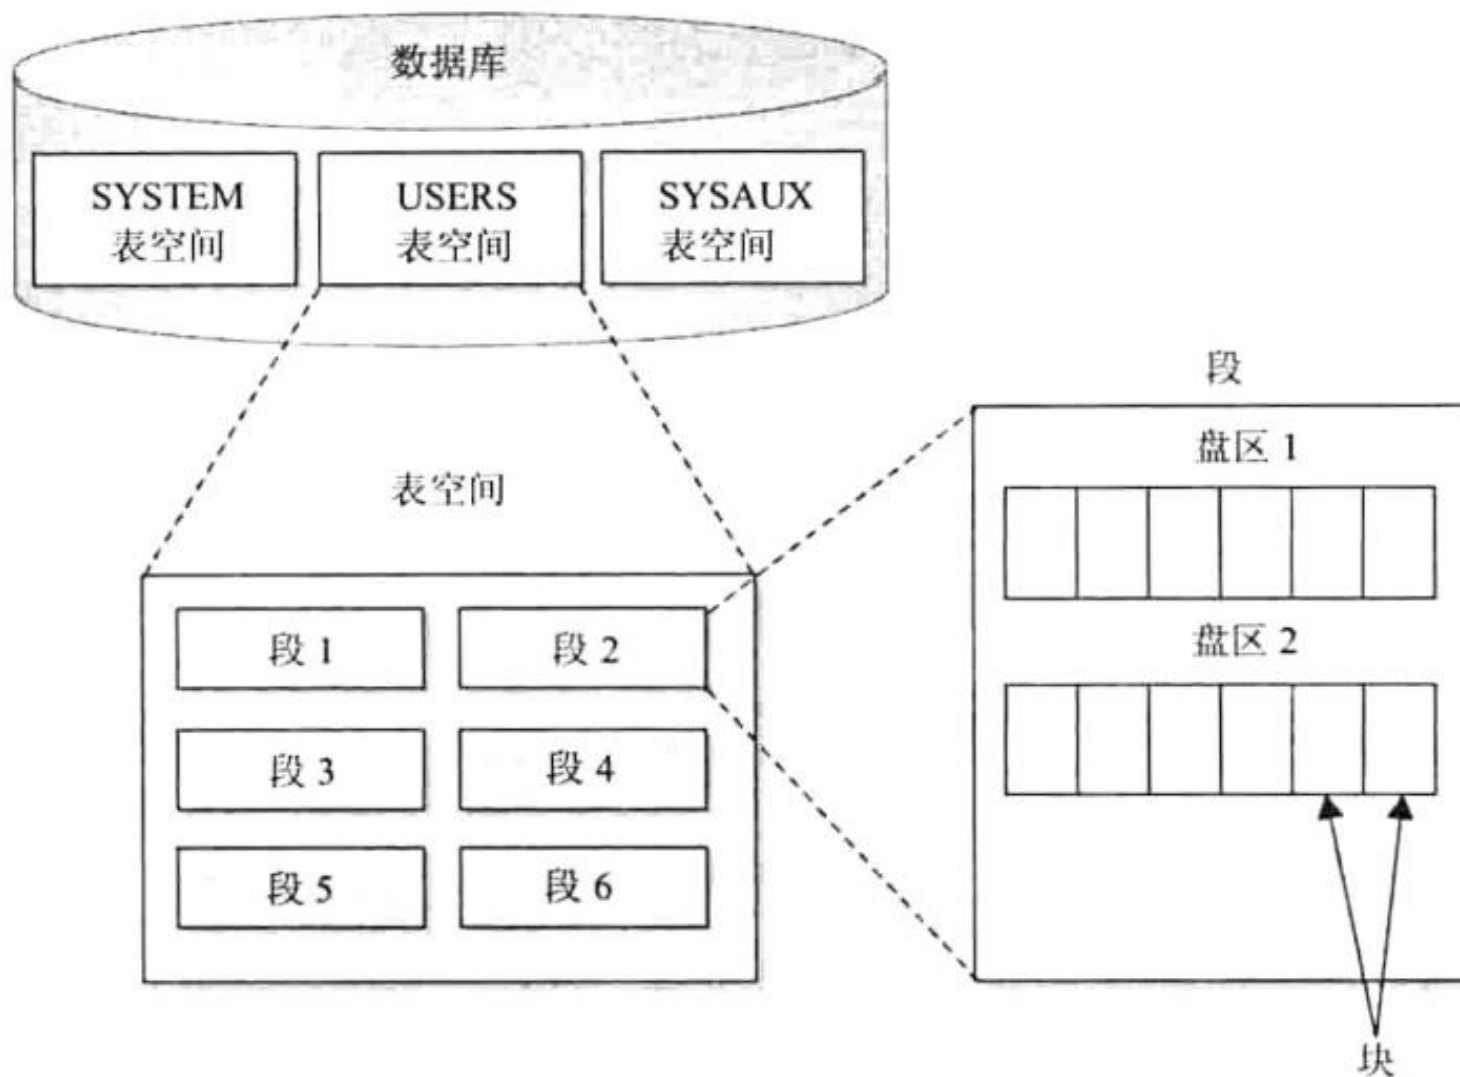 数据库
SYSTEM
表空间
USERS
表空间
SYSAUX
表空间
表空间
段 1
段 2
段 3
段 4
段 5
段 6
段
盘区 1
盘区 2
块